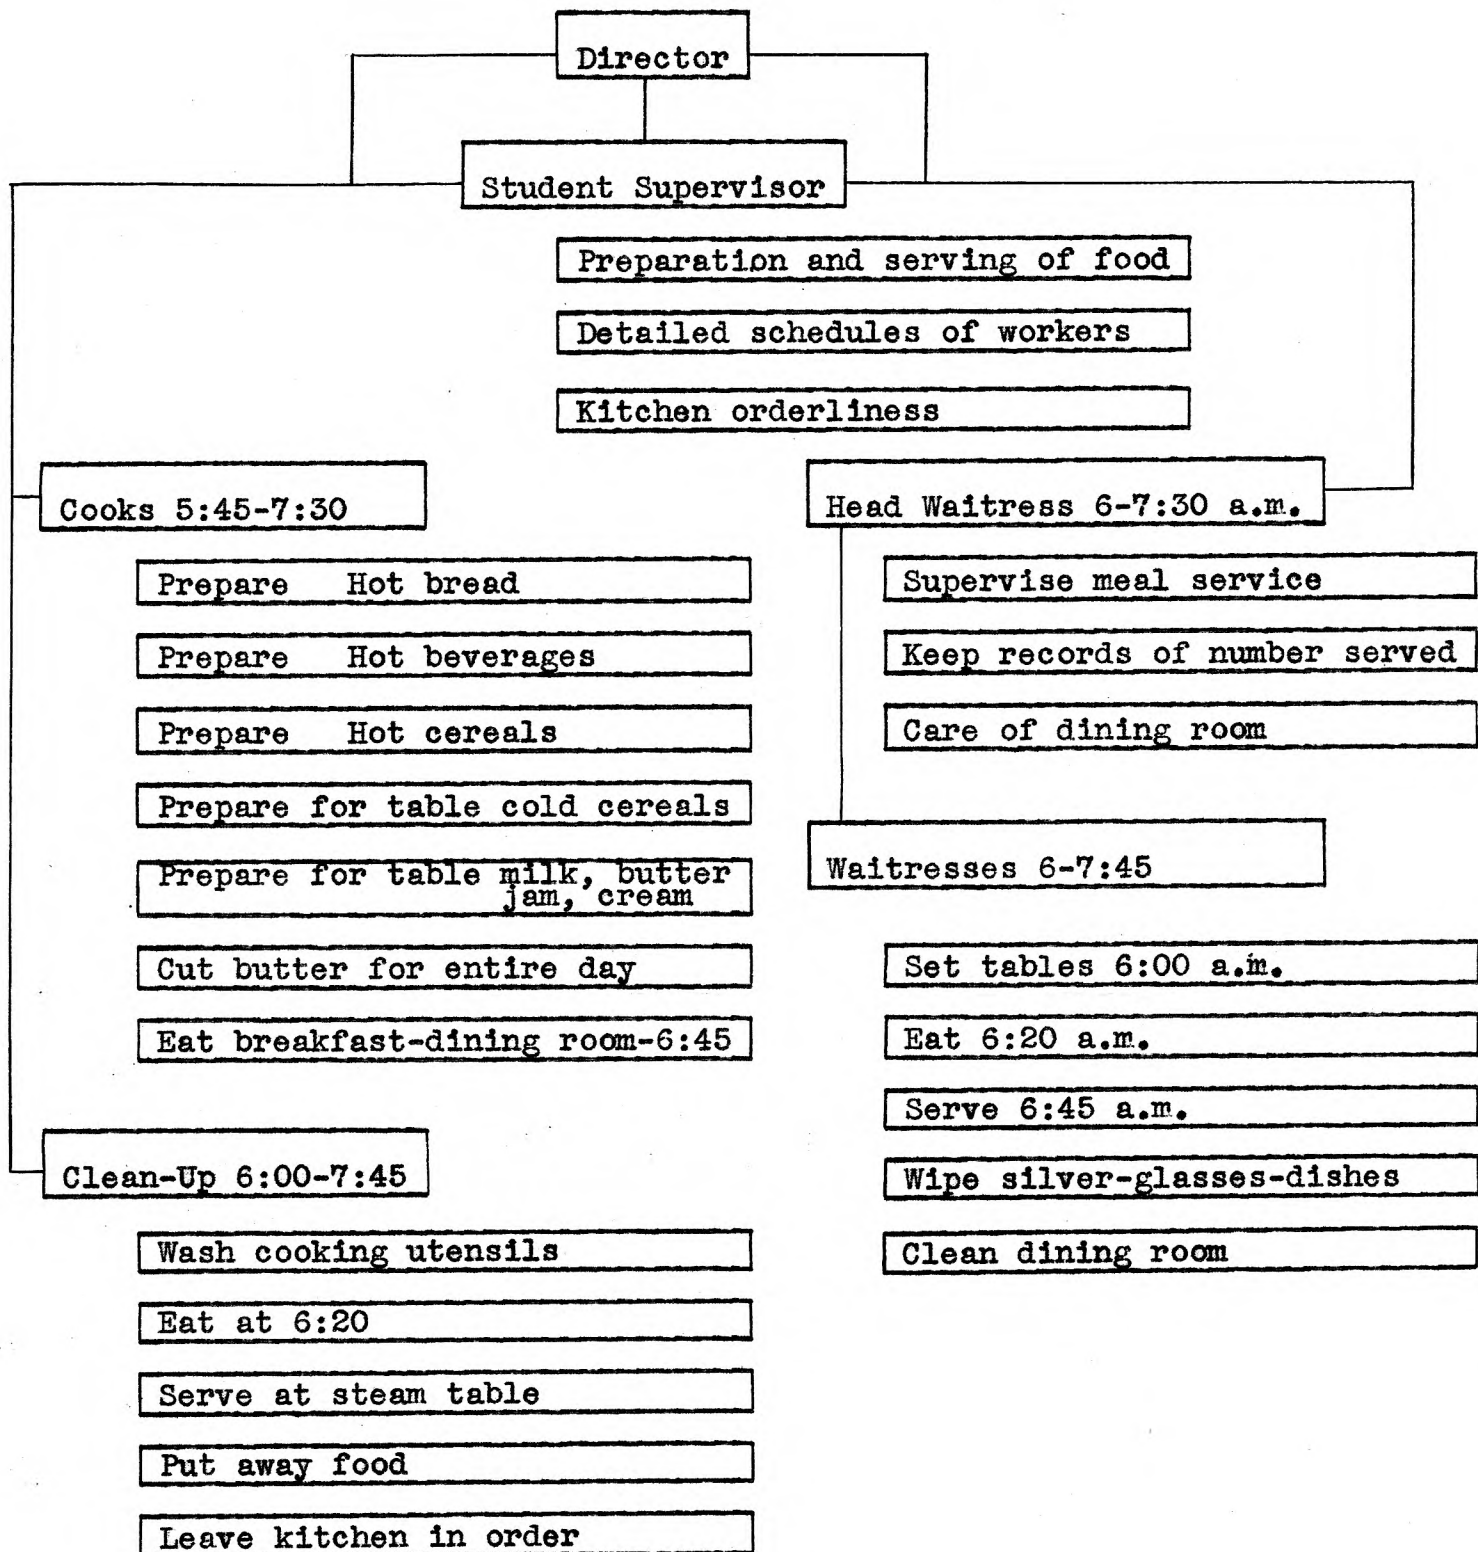 Director
Student Supervisor
Preparation and serving of food
Detailed schedules of workers
Kitchen orderliness
Cooks 5:45-7:30
Prepare Hot bread
Prepare Hot beverages
Prepare Hot cereals
Prepare for table cold cereals
Prepare for table milk, butter
jam, cream
Cut butter for entire day
Eat breakfast-dining room-6:45
Clean-Up 6:00-7:45
Wash cooking utensils
Eat at 6:20
Serve at steam table
Put away food
Leave kitchen in order
Head Waitress 6-7:30 a.m.
Supervise meal service
Keep records of number served
Care of dining room
Waitresses 6-7:45
Set tables 6:00 a.m.
Eat 6:20 a.m.
Serve 6:45 a.m.
Wipe silver-glasses-dishes
Clean dining room